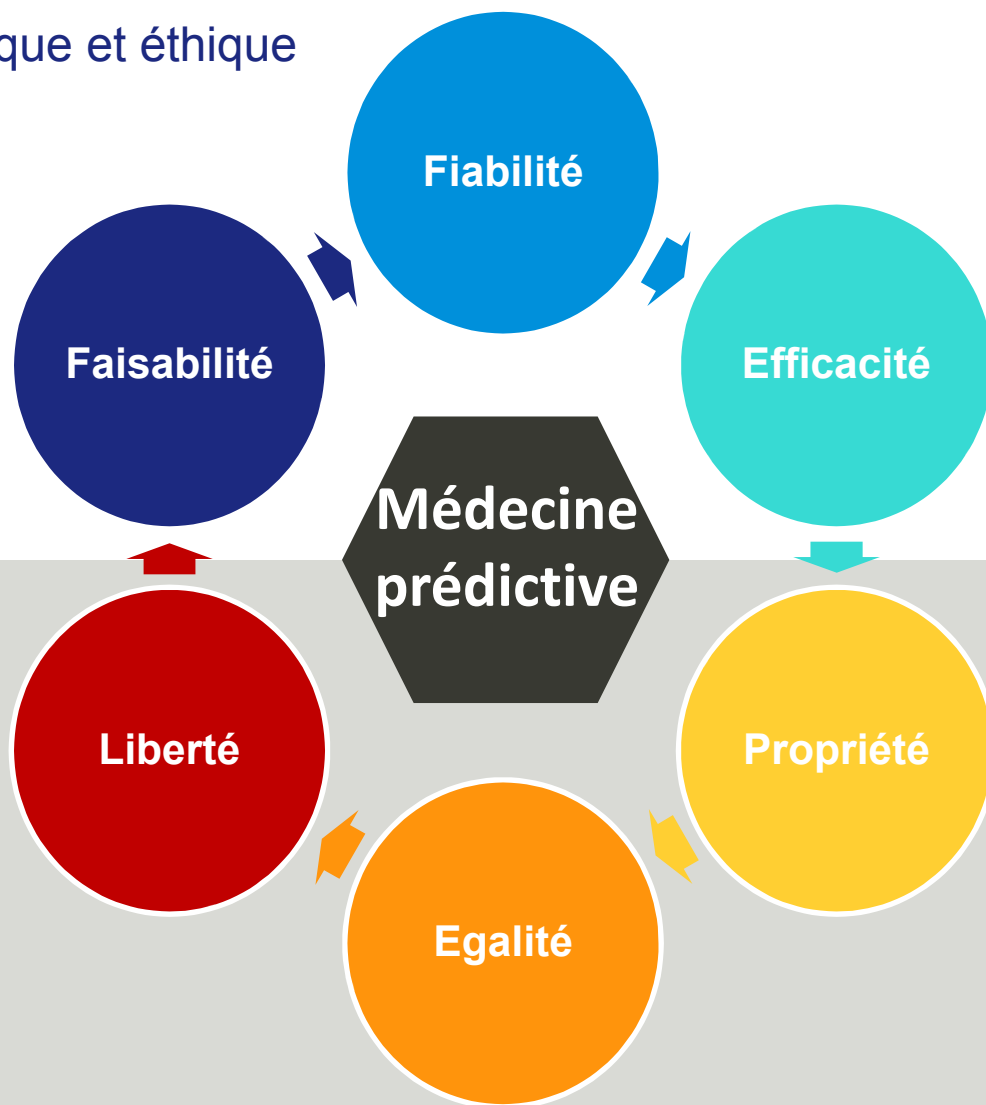 que et éthique
Fiabilité
Faisabilité
Efficacité
Médecine
prédictive
Liberté
Propriété
Egalité